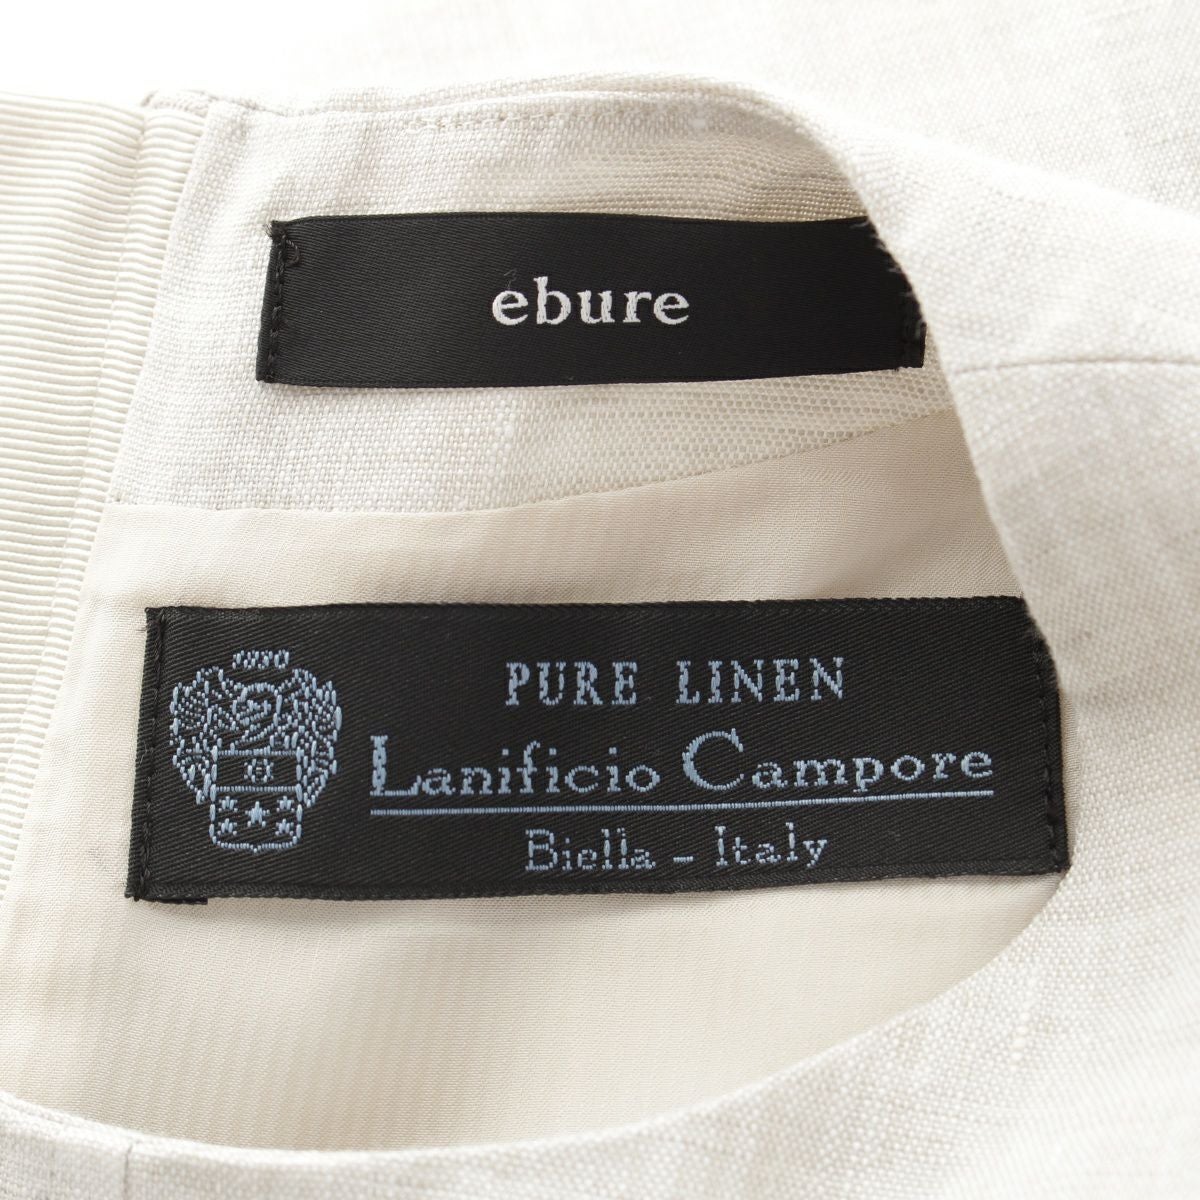 ebure
PURE LINEN
Lanificio Campore
Biella - Italy